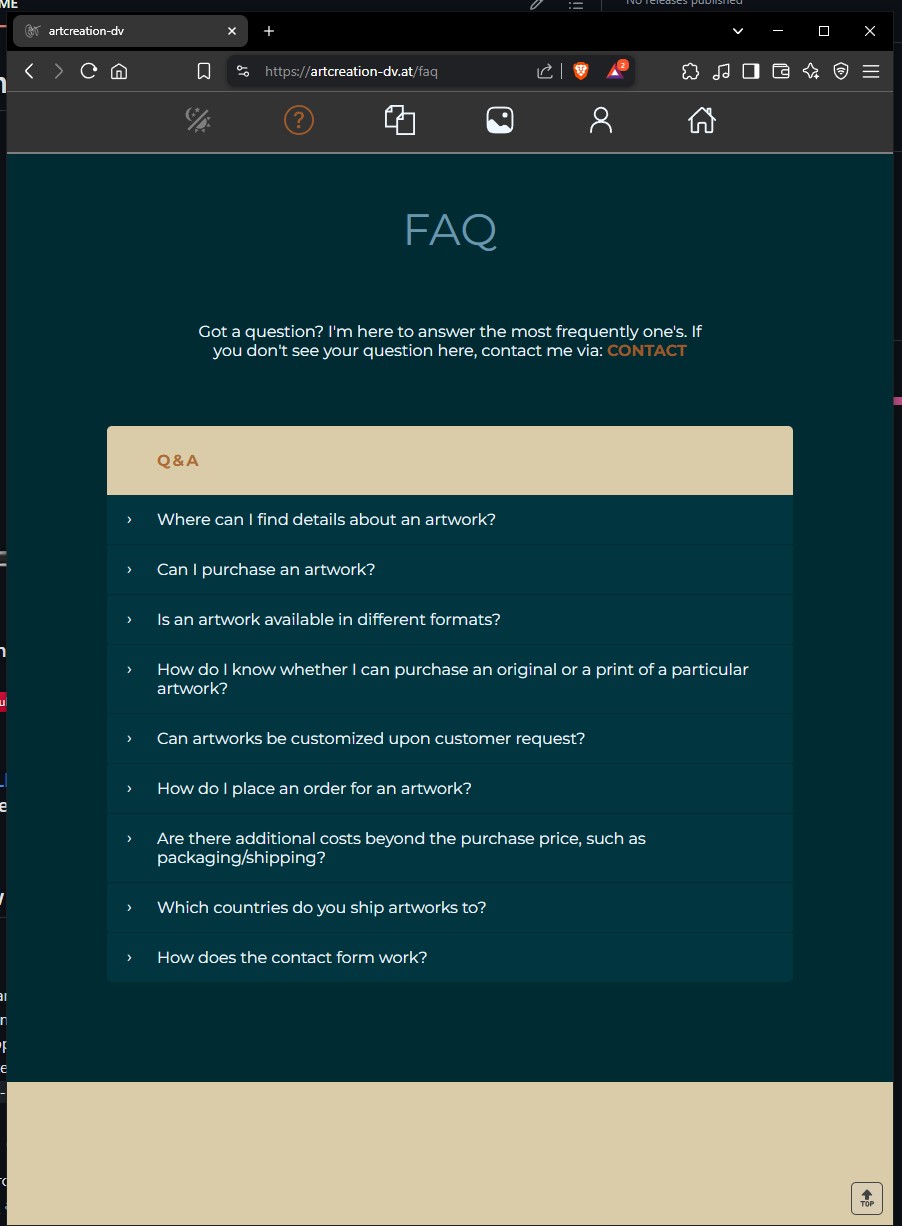 ME
No releases published
artcreation-dv
https://artcreation-dv.at/faq
2
FAQ
Got a question? I'm here to answer the most frequently one's. If
you don't see your question here, contact me via: CONTACT
Q&A
Where can I find details about an artwork?
Can I purchase an artwork?
Is an artwork available in different formats?
How do I know whether I can purchase an original or a print of a particular
artwork?
Can artworks be customized upon customer request?
How do I place an order for an artwork?
Are there additional costs beyond the purchase price, such as
packaging/shipping?
Which countries do you ship artworks to?
How does the contact form work?
TOP